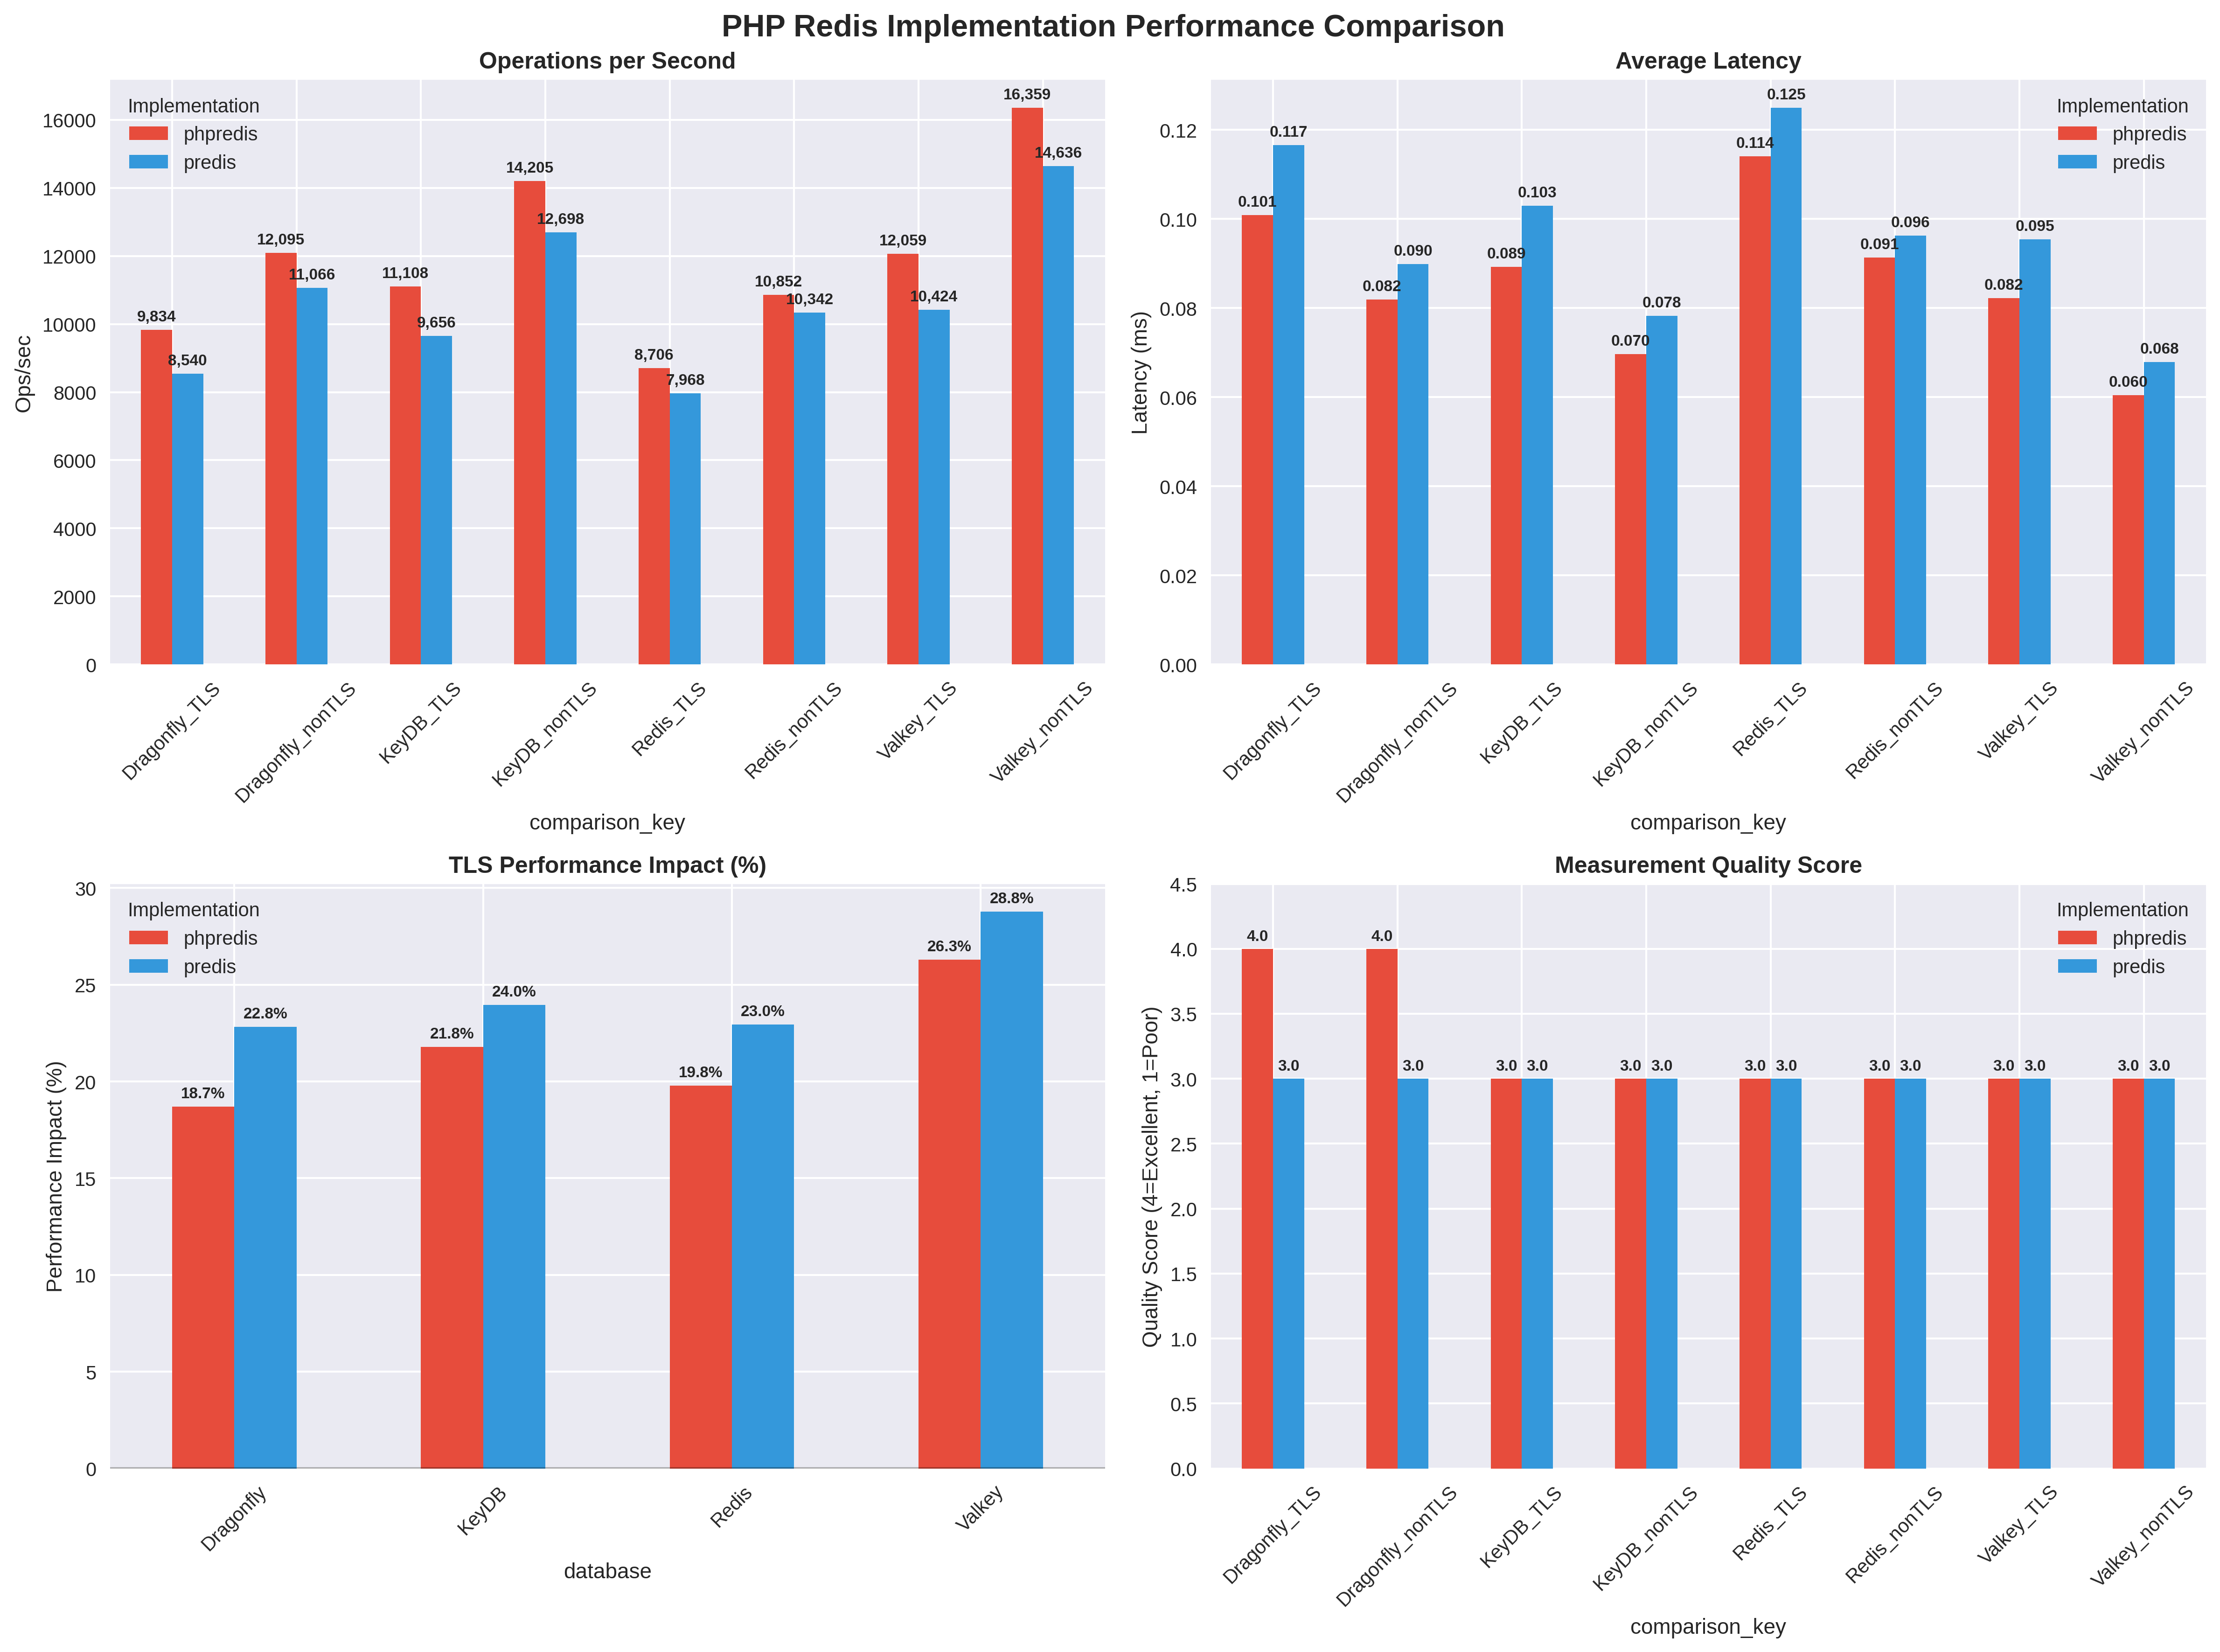 PHP Redis Implementation Performance Comparison
Operations per Second
Implementation
phpredis
predis
Ops/sec
16000
14000
12000
10000
8000
6000
4000
2000
0
9,834
8,540
12,095
11,066
11,108
9,656
14,205
12,698
8,706
7,968
10,852
10,342
12,059
10,424
16,359
14,636
Dragonfly_TLS
Dragonfly_nonTLS
KeyDB_TLS
KeyDB_nonTLS
Redis_TLS
Redis_nonTLS
Valkey_TLS
Valkey_nonTLS
comparison_key
Average Latency
Implementation
phpredis
predis
Latency (ms)
0.12
0.10
0.08
0.06
0.04
0.02
0.00
0.101
0.117
0.082
0.090
0.089
0.103
0.070
0.078
0.114
0.125
0.091
0.096
0.082
0.095
0.060
0.068
Dragonfly_TLS
Dragonfly_nonTLS
KeyDB_TLS
KeyDB_nonTLS
Redis_TLS
Redis_nonTLS
Valkey_TLS
Valkey_nonTLS
comparison_key
TLS Performance Impact (%)
Implementation
phpredis
predis
Performance Impact (%)
30
25
20
15
10
5
0
18.7%
22.8%
21.8%
24.0%
19.8%
23.0%
26.3%
28.8%
Dragonfly
KeyDB
Redis
Valkey
database
Measurement Quality Score
Implementation
phpredis
predis
Quality Score (4=Excellent, 1=Poor)
4.5
4.0
3.5
3.0
2.5
2.0
1.5
1.0
0.5
0.0
4.0
3.0
4.0
3.0
3.0
3.0
3.0
3.0
3.0
3.0
3.0
3.0
3.0
3.0
3.0
3.0
Dragonfly_TLS
Dragonfly_nonTLS
KeyDB_TLS
KeyDB_nonTLS
Redis_TLS
Redis_nonTLS
Valkey_TLS
Valkey_nonTLS
comparison_key